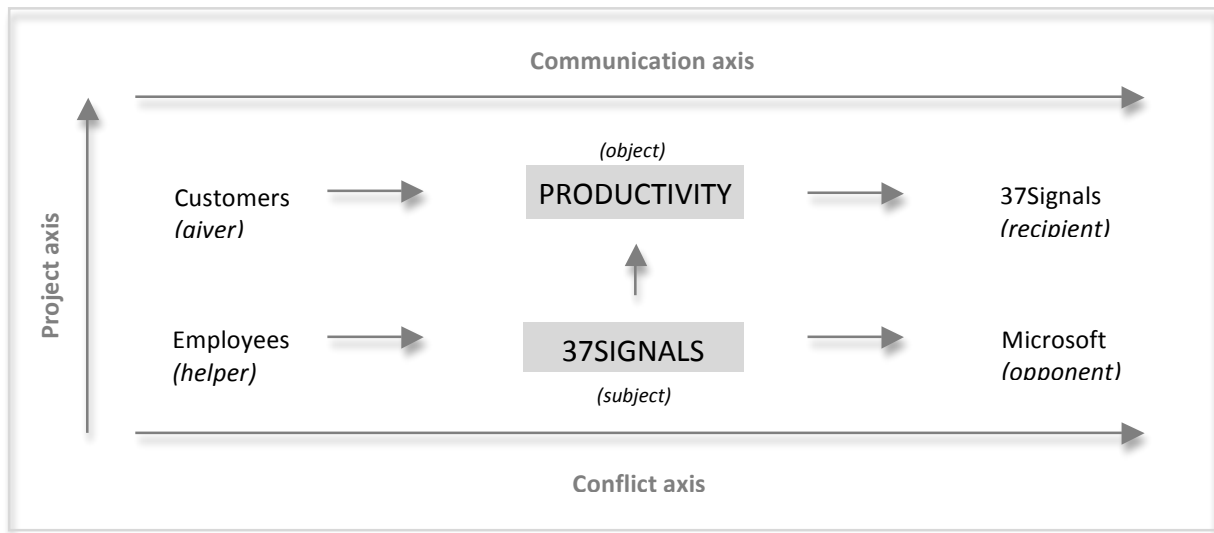 Communication axis
(object)
Customers
(giver)
PRODUCTIVITY
37Signals
(recipient)
Project axis
Employees
(helper)
37SIGNALS
(subject)
Microsoft
(opponent)
Conflict axis